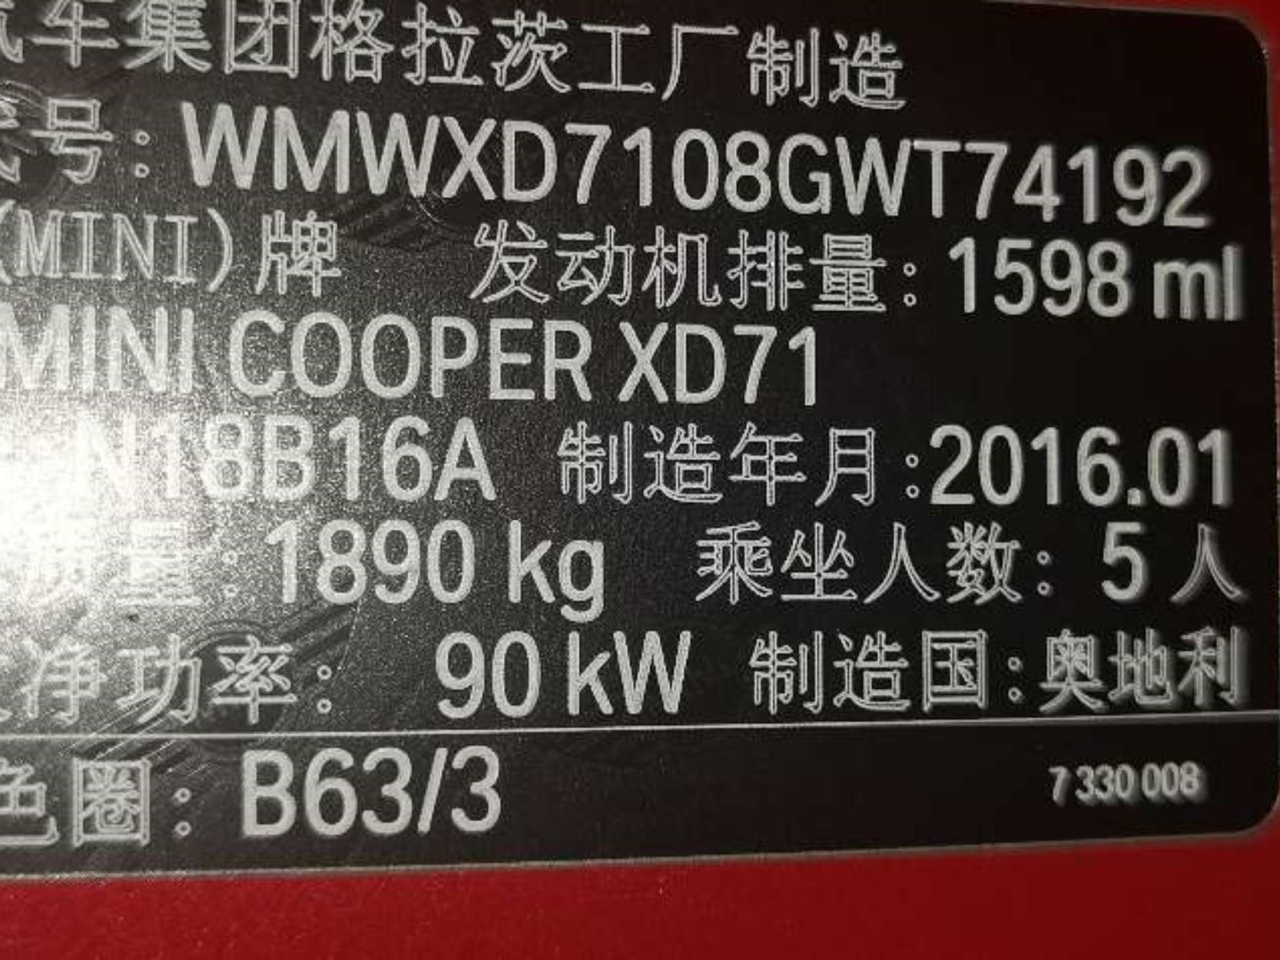 汽车集团格拉茨工厂制造
代号: WMWXD7108GWT74192
(MINI)牌 发动机排量: 1598 ml
MINI COOPER XD71
N18B16A 制造年月:2016.01
质量: 1890 kg 乘坐人数: 5 人
净功率: 90 kW 制造国:奥地利
色圈: B63/3 7 330 008